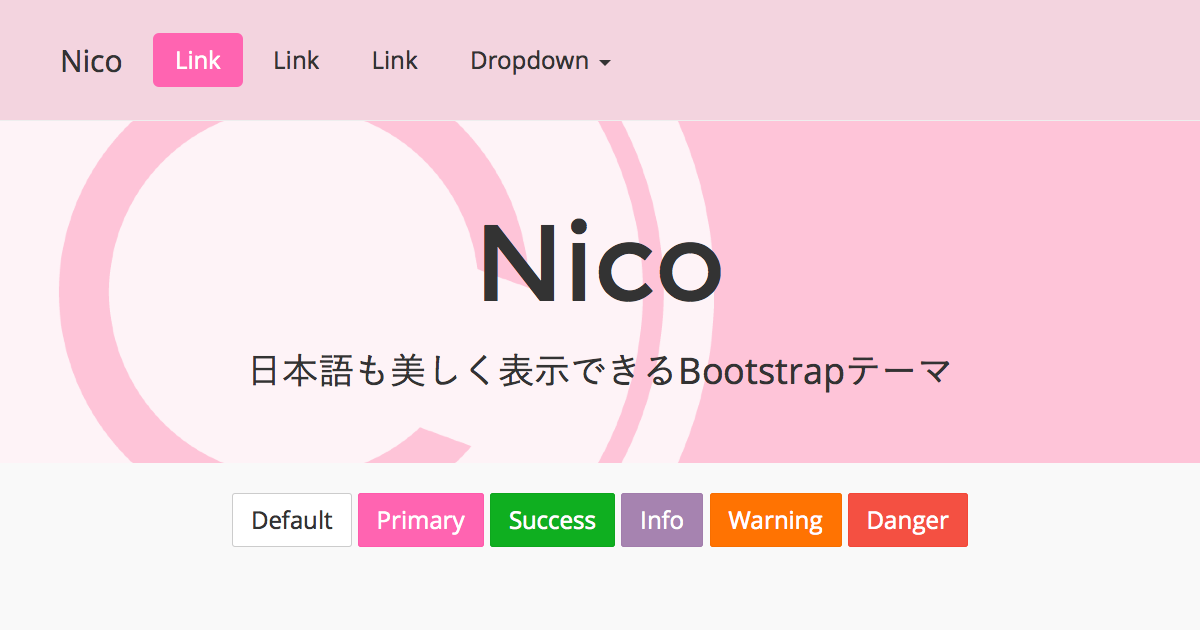 Nico Link Link Link Dropdown
Nico
日本語も美しく表示できるBootstrapテーマ
Default Primary Success Info Warning Danger